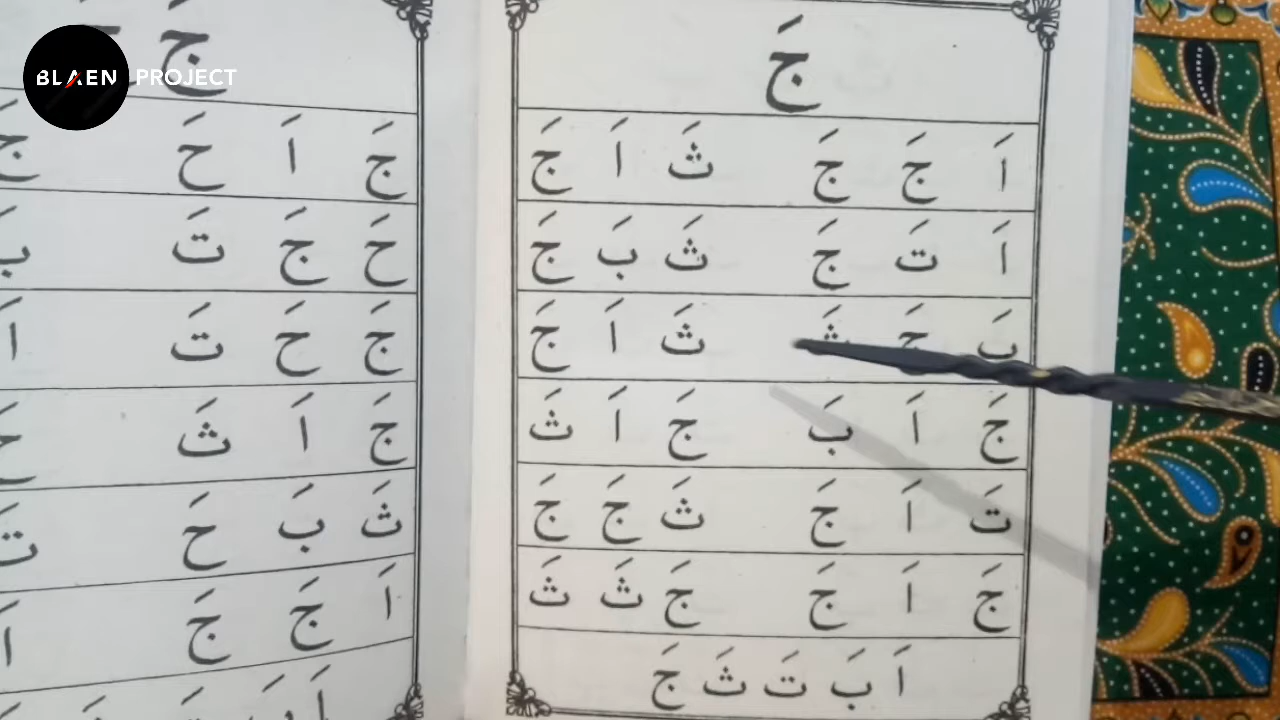 BLAEN PROJECT
جَ
اَ جَ جَ ثَ اَ جَ
اَ تَ جَ ثَ بَ جَ
بَ ثَ ثَ اَ جَ
جَ اَ بَ جَ اَ ثَ
تَ اَ جَ ثَ جَ جَ
جَ اَ جَ جَ ثَ ثَ
اَ بَ تَ ثَ جَ
جَ
جَ اَ حَ جَ
حَ جَ تَ بَ
جَ حَ تَ اَ
جَ اَ ثَ
ثَ بَ حَ تَ
اَ جَ جَ اَ